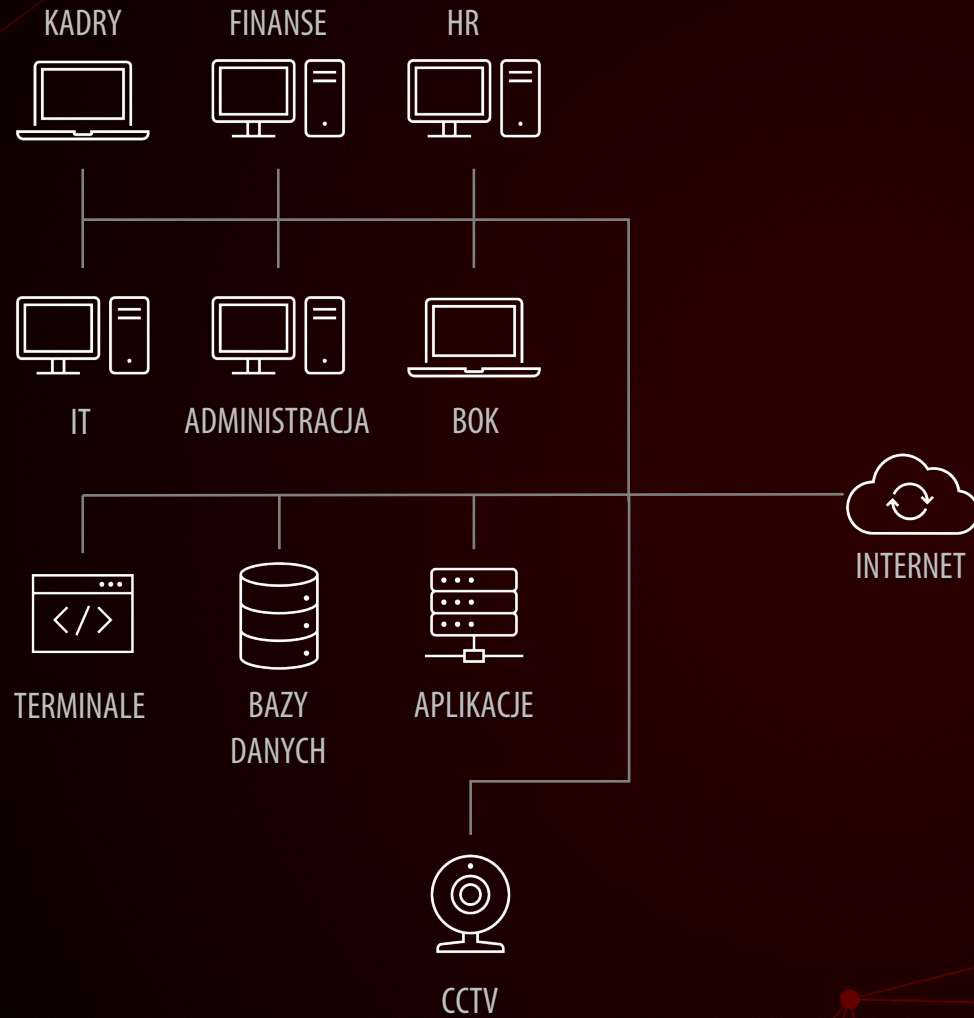 KADRY
FINANSE
HR
IT
ADMINISTRACJA
BOK
INTERNET
</>
TERMINALE
BAZY
DANYCH
APLIKACJE
CCTV